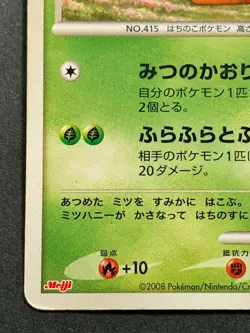 NO.415 はちのこポケモン 高さ
みつのかおり
自分のポケモン1匹
2個とる。
ふらふらとぶ
相手のポケモン1匹に
20ダメージ。
あつめた ミツを すみかに はこぶ。
ミツハニーが かさなって はちのすに
弱点
抵抗力
+10
Meiji
©2008 Pokémon/Nintendo/Cr